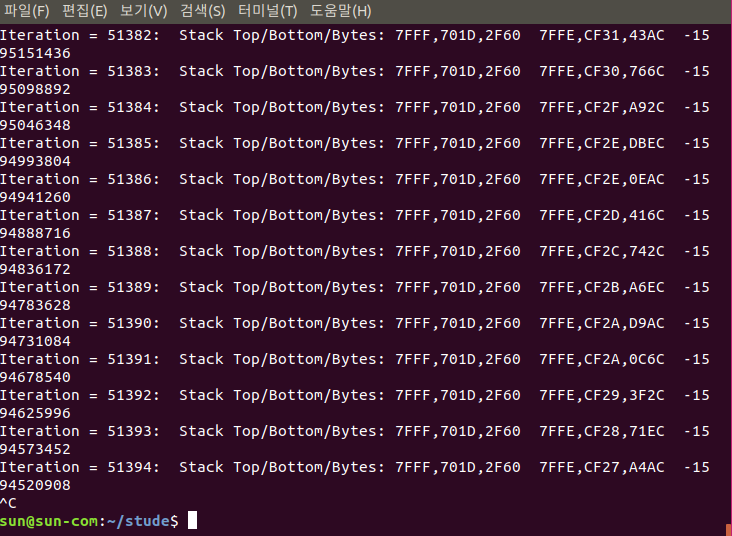 파일(F) 편집(E) 보기(V) 검색(S) 터미널(T) 도움말(H)
Iteration = 51382:  Stack Top/Bottom/Bytes: 7FFF,701D,2F60  7FFE,CF31,43AC  -15
95151436
Iteration = 51383:  Stack Top/Bottom/Bytes: 7FFF,701D,2F60  7FFE,CF30,766C  -15
95098892
Iteration = 51384:  Stack Top/Bottom/Bytes: 7FFF,701D,2F60  7FFE,CF2F,A92C  -15
95046348
Iteration = 51385:  Stack Top/Bottom/Bytes: 7FFF,701D,2F60  7FFE,CF2E,DBEC  -15
94993804
Iteration = 51386:  Stack Top/Bottom/Bytes: 7FFF,701D,2F60  7FFE,CF2E,0EAC  -15
94941260
Iteration = 51387:  Stack Top/Bottom/Bytes: 7FFF,701D,2F60  7FFE,CF2D,416C  -15
94888716
Iteration = 51388:  Stack Top/Bottom/Bytes: 7FFF,701D,2F60  7FFE,CF2C,742C  -15
94836172
Iteration = 51389:  Stack Top/Bottom/Bytes: 7FFF,701D,2F60  7FFE,CF2B,A6EC  -15
94783628
Iteration = 51390:  Stack Top/Bottom/Bytes: 7FFF,701D,2F60  7FFE,CF2A,D9AC  -15
94731084
Iteration = 51391:  Stack Top/Bottom/Bytes: 7FFF,701D,2F60  7FFE,CF2A,0C6C  -15
94678540
Iteration = 51392:  Stack Top/Bottom/Bytes: 7FFF,701D,2F60  7FFE,CF29,3F2C  -15
94625996
Iteration = 51393:  Stack Top/Bottom/Bytes: 7FFF,701D,2F60  7FFE,CF28,71EC  -15
94573452
Iteration = 51394:  Stack Top/Bottom/Bytes: 7FFF,701D,2F60  7FFE,CF27,A4AC  -15
94520908
^C
sun@sun-com:~/stude$